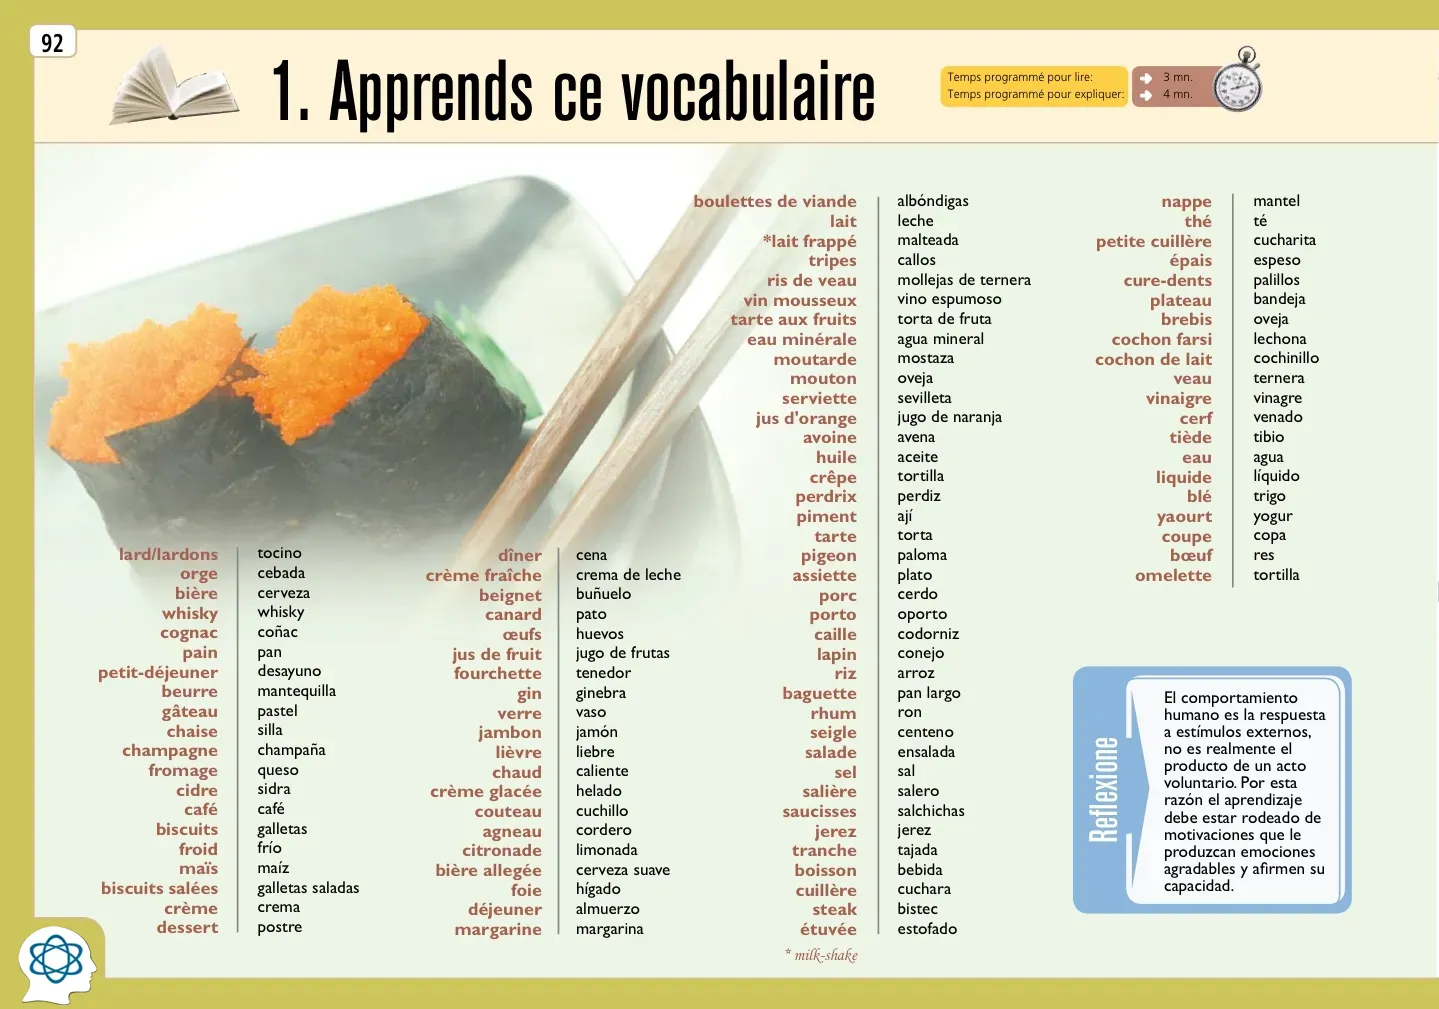 92
1. Apprends ce vocabulaire
Temps programmé pour lire: 3 mn.
Temps programmé pour expliquer: 4 mn.
lard/lardons tocino
orge cebada
bière cerveza
whisky whisky
cognac coñac
pain pan
petit-déjeuner desayuno
beurre mantequilla
gâteau pastel
chaise silla
champagne champaña
fromage queso
cidre sidra
café café
biscuits galletas
froid frío
maïs maíz
biscuits salées galletas saladas
crème crema
dessert postre
dîner cena
crème fraîche crema de leche
beignet buñuelo
canard pato
œufs huevos
jus de fruit jugo de frutas
fourchette tenedor
gin ginebra
verre vaso
jambon jamón
lièvre liebre
chaud caliente
crème glacée helado
couteau cuchillo
agneau cordero
citronade limonada
bière allegée cerveza suave
foie hígado
déjeuner almuerzo
margarine margarina
boulettes de viande albóndigas
lait leche
*lait frappé malteada
tripes callos
ris de veau mollejas de ternera
vin mousseux vino espumoso
tarte aux fruits torta de fruta
eau minérale agua mineral
moutarde mostaza
mouton oveja
serviette sevilleta
jus d'orange jugo de naranja
avoine avena
huile aceite
crêpe tortilla
perdrix perdiz
piment ají
tarte torta
pigeon paloma
assiette plato
porc cerdo
porto oporto
caille codorniz
lapin conejo
riz arroz
baguette pan largo
rhum ron
seigle centeno
salade ensalada
sel sal
salière salero
saucisses salchichas
jerez jerez
tranche tajada
boisson bebida
cuillère cuchara
steak bistec
étuvée estofado
* milk-shake
nappe mantel
thé té
petite cuillère cucharita
épais espeso
cure-dents palillos
plateau bandeja
brebis oveja
cochon farsi lechona
cochon de lait cochinillo
veau ternera
vinaigre vinagre
cerf venado
tiède tibio
eau agua
liquide líquido
blé trigo
yaourt yogur
coupe copa
bœuf res
omelette tortilla
Reflexione
El comportamiento
humano es la respuesta
a estímulos externos,
no es realmente el
producto de un acto
voluntario. Por esta
razón el aprendizaje
debe estar rodeado de
motivaciones que le
produzcan emociones
agradables y afirmen su
capacidad.